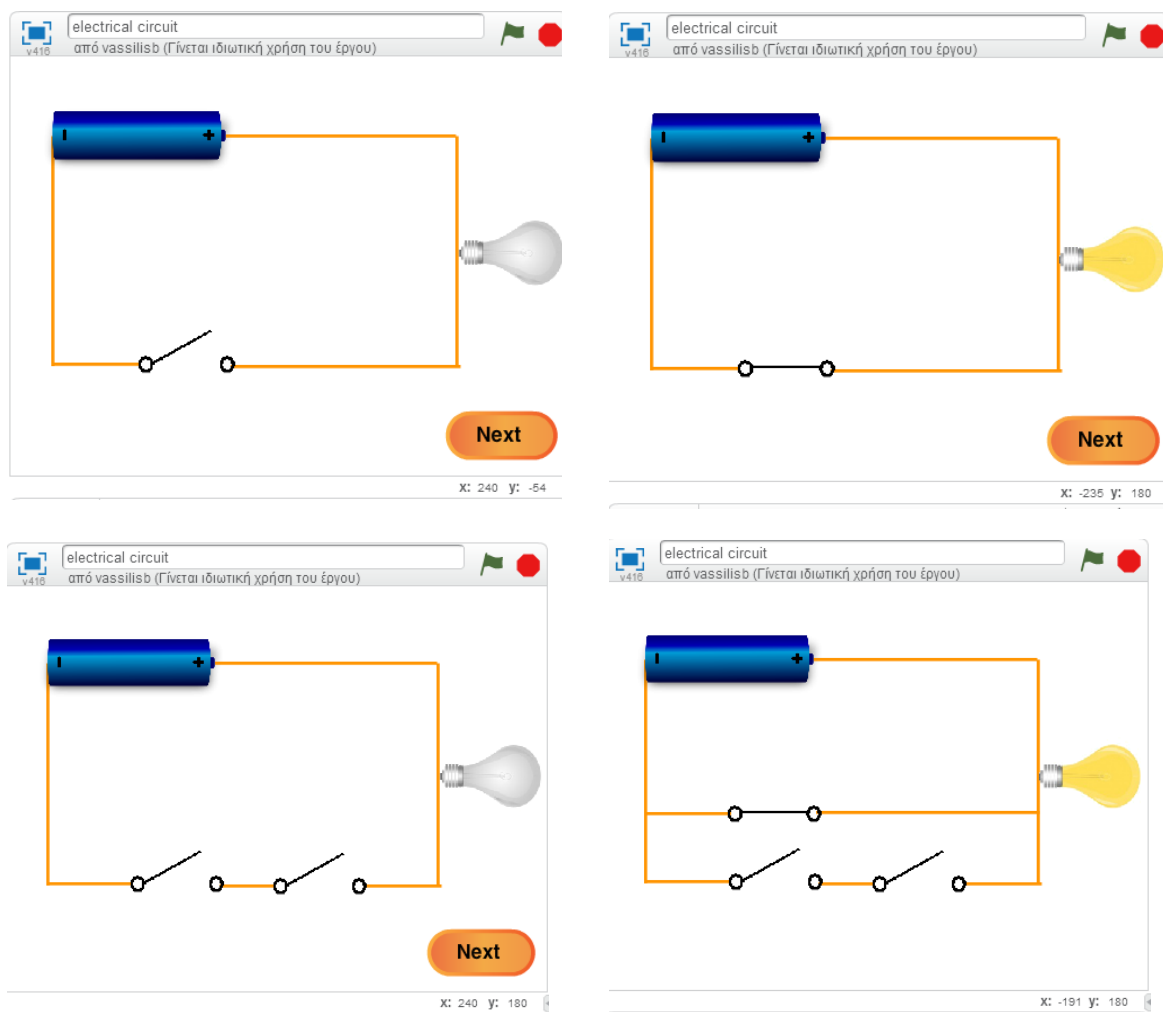 electrical circuit
v416
από vassilisb (Γίνεται ιδιωτική χρήση του έργου)
+
Next
x: 240 y: -54
electrical circuit
v416
από vassilisb (Γίνεται ιδιωτική χρήση του έργου)
+
Next
x: -235 y: 180
electrical circuit
v416
από vassilisb (Γίνεται ιδιωτική χρήση του έργου)
+
Next
x: 240 y: 180
electrical circuit
v416
από vassilisb (Γίνεται ιδιωτική χρήση του έργου)
+
x: -191 y: 180